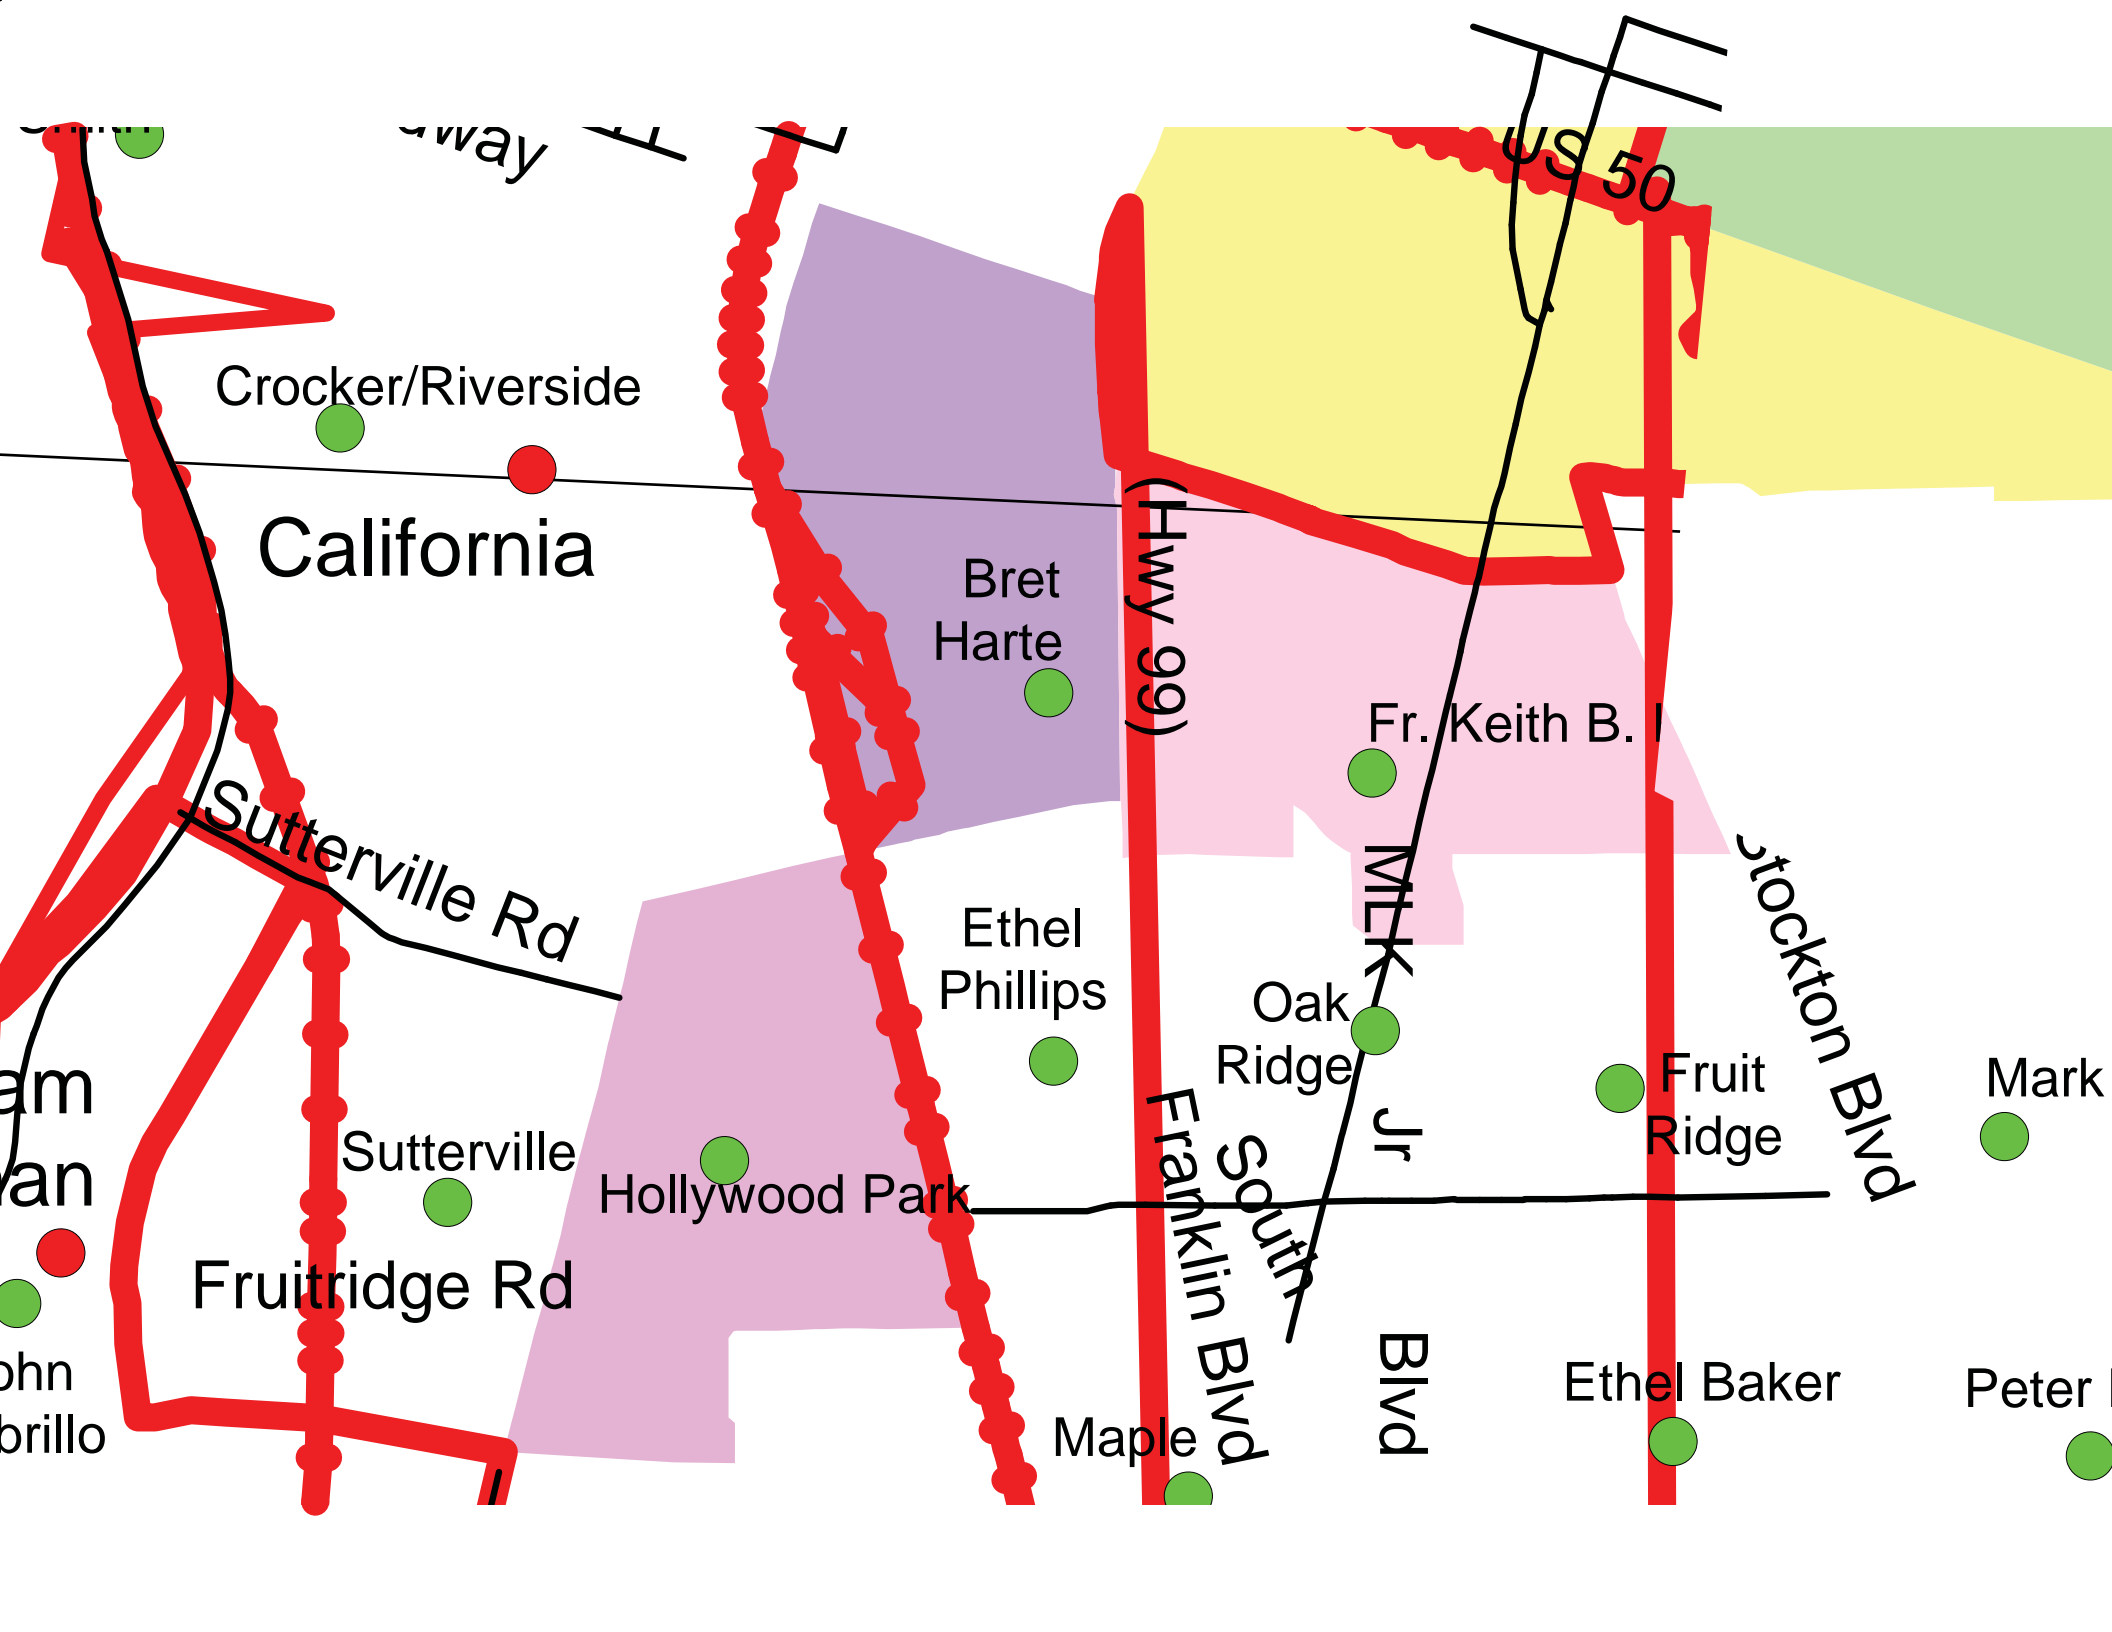 US 50
Crocker/Riverside
California
(Hwy 99)
Bret
Harte
Fr. Keith B.
Sutterville Rd
MLK
Jr
Blvd
Stockton Blvd
Ethel
Phillips
Oak
Ridge
Fruit
Ridge
Mark
Sutterville
Hollywood Park
Franklin Blvd
South
Fruitridge Rd
Ethel Baker
Peter
Maple